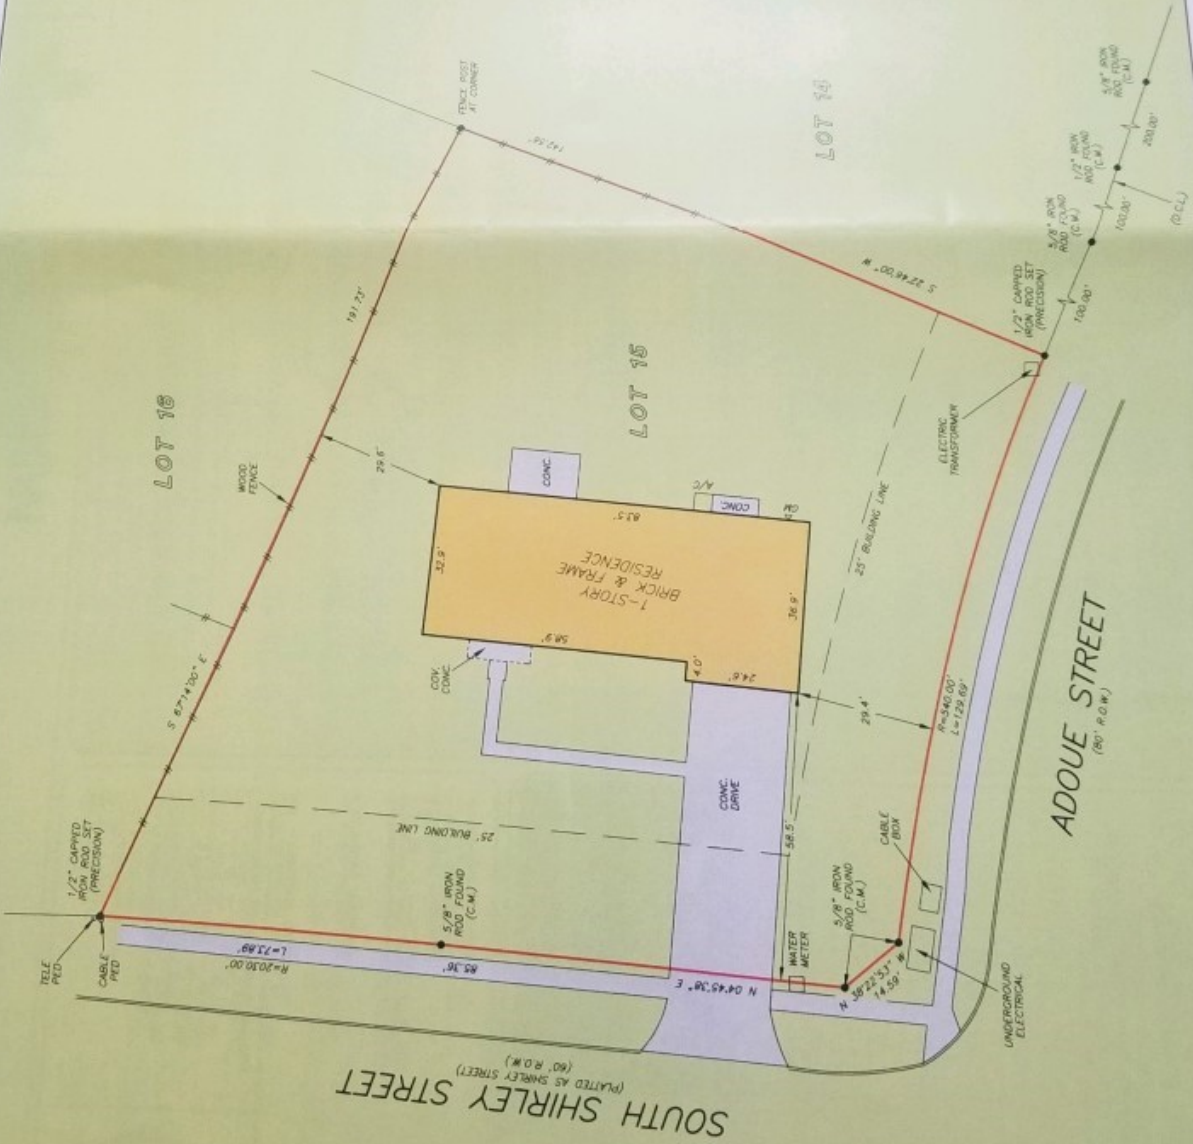 FENCE POST
AT CORNER
142.56'
LOT 14
5/8" IRON
ROD FOUND
(C.M.)
200.00'
1/2" IRON
ROD FOUND
(C.M.)
100.00'
(D.C.L.)
5/8" IRON
ROD FOUND
(C.M.)
100.00'
1/2" CAPPED
IRON ROD SET
(PRECISION)
S 22°46'00" W
191.73'
LOT 16
WOOD
FENCE
29.6'
LOT 15
CONC.
A/C
CONC.
GM
83.5'
ELECTRIC
TRANSFORMER
25' BUILDING LINE
32.9'
1-STORY
BRICK & FRAME
RESIDENCE
36.9'
58.9'
4.0'
24.6'
COV.
CONC.
S 67°14'00" E
29.4'
R=540.00'
L=129.69'
ADOUE STREET
(80' R.O.W.)
CONC.
DRIVE
58.5'
25' BUILDING LINE
1/2" CAPPED
IRON ROD SET
(PRECISION)
5/8" IRON
ROD FOUND
(C.M.)
5/8" IRON
ROD FOUND
(C.M.)
CABLE
BOX
TELE
PED
CABLE
PED
L=73.89'
R=2030.00'
85.36'
N 04°45'38" E
WATER
METER
N 38°22'53" W
14.59'
UNDERGROUND
ELECTRICAL
SOUTH SHIRLEY STREET
(PLATTED AS SHIRLEY STREET)
(60' R.O.W.)